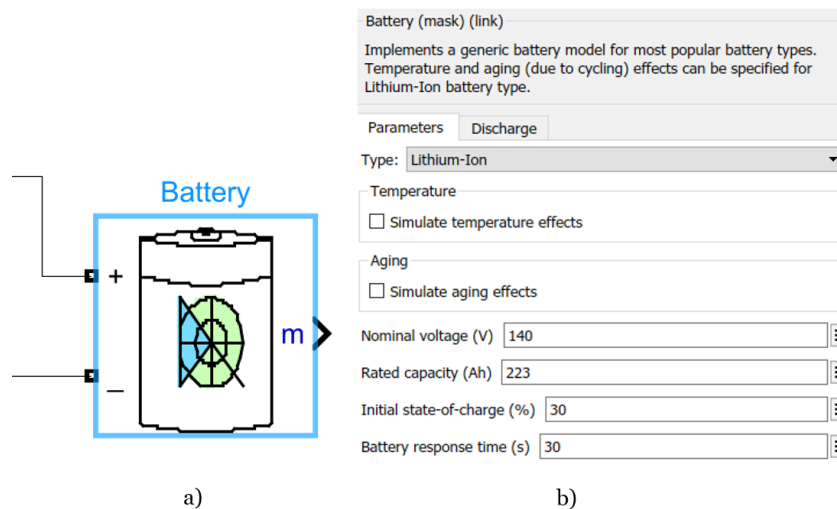 Battery
+
m
−
a)
Battery (mask) (link)
Implements a generic battery model for most popular battery types.
Temperature and aging (due to cycling) effects can be specified for
Lithium-Ion battery type.
Parameters Discharge
Type: Lithium-Ion
Temperature
Simulate temperature effects
Aging
Simulate aging effects
Nominal voltage (V) 140
Rated capacity (Ah) 223
Initial state-of-charge (%) 30
Battery response time (s) 30
b)